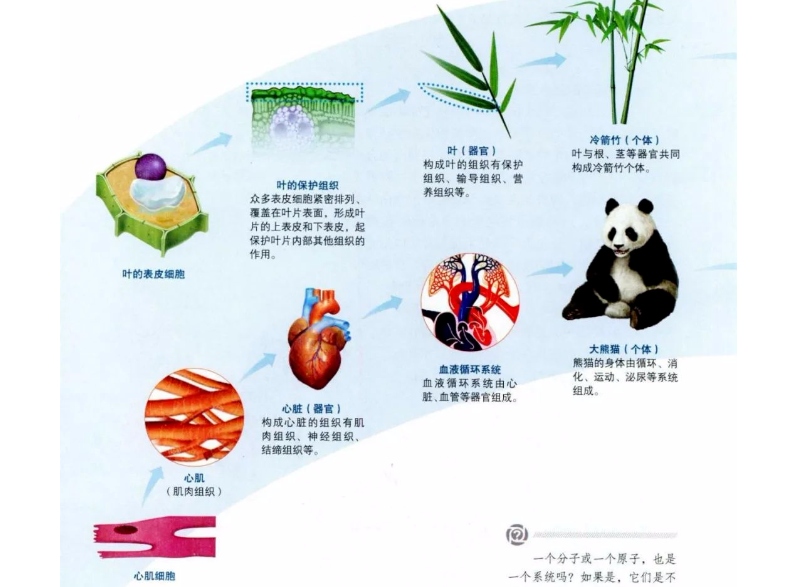 冷箭竹（个体）
叶与根、茎等器官共同
构成冷箭竹个体。
叶（器官）
构成叶的组织有保护
组织、输导组织、营
养组织等。
叶的保护组织
众多表皮细胞紧密排列、
覆盖在叶片表面，形成叶
片的上表皮和下表皮，起
保护叶片内部其他组织的
作用。
叶的表皮细胞
大熊猫（个体）
熊猫的身体由循环、消
化、运动、泌尿等系统
组成。
血液循环系统
血液循环系统由心
脏、血管等器官组成。
心脏（器官）
构成心脏的组织有肌
肉组织、神经组织、
结缔组织等。
心肌
（肌肉组织）
心肌细胞
一个分子或一个原子，也是
一个系统吗？如果是，它们是不